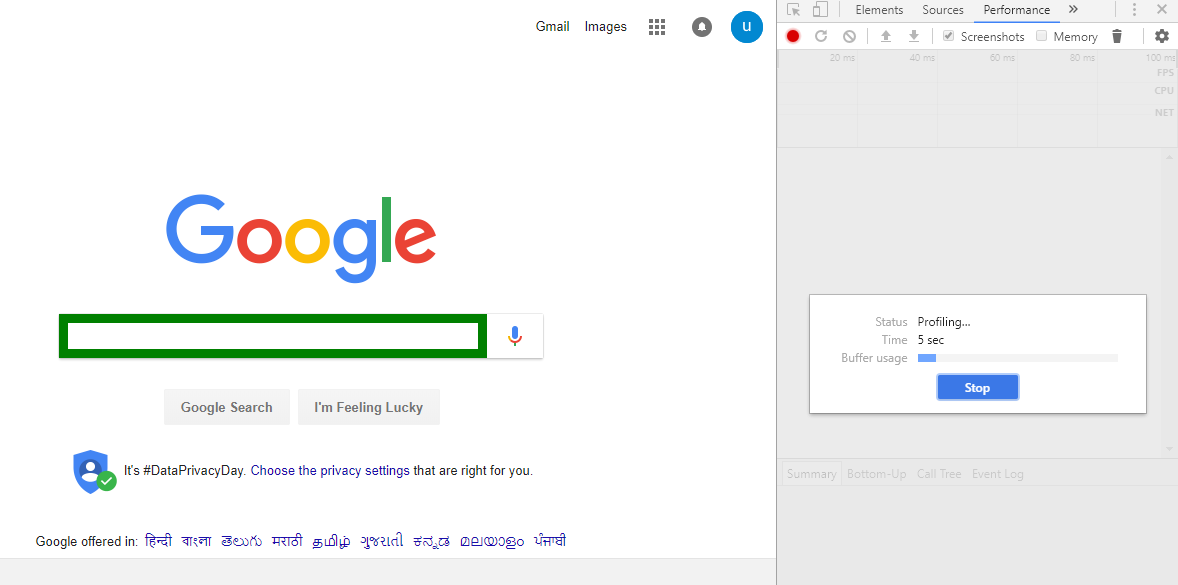 Gmail Images u
Google
Google Search I'm Feeling Lucky
It's #DataPrivacyDay. Choose the privacy settings that are right for you.
Google offered in: हिन्दी বাংলা తెలుగు मराठी தமிழ் ગુજરાતી ಕನ್ನಡ മലയാളം ਪੰਜਾਬੀ
Elements Sources Performance »
Screenshots Memory
20 ms 40 ms 60 ms 80 ms 100 ms
FPS
CPU
NET
Status Profiling...
Time 5 sec
Buffer usage
Stop
Summary Bottom-Up Call Tree Event Log